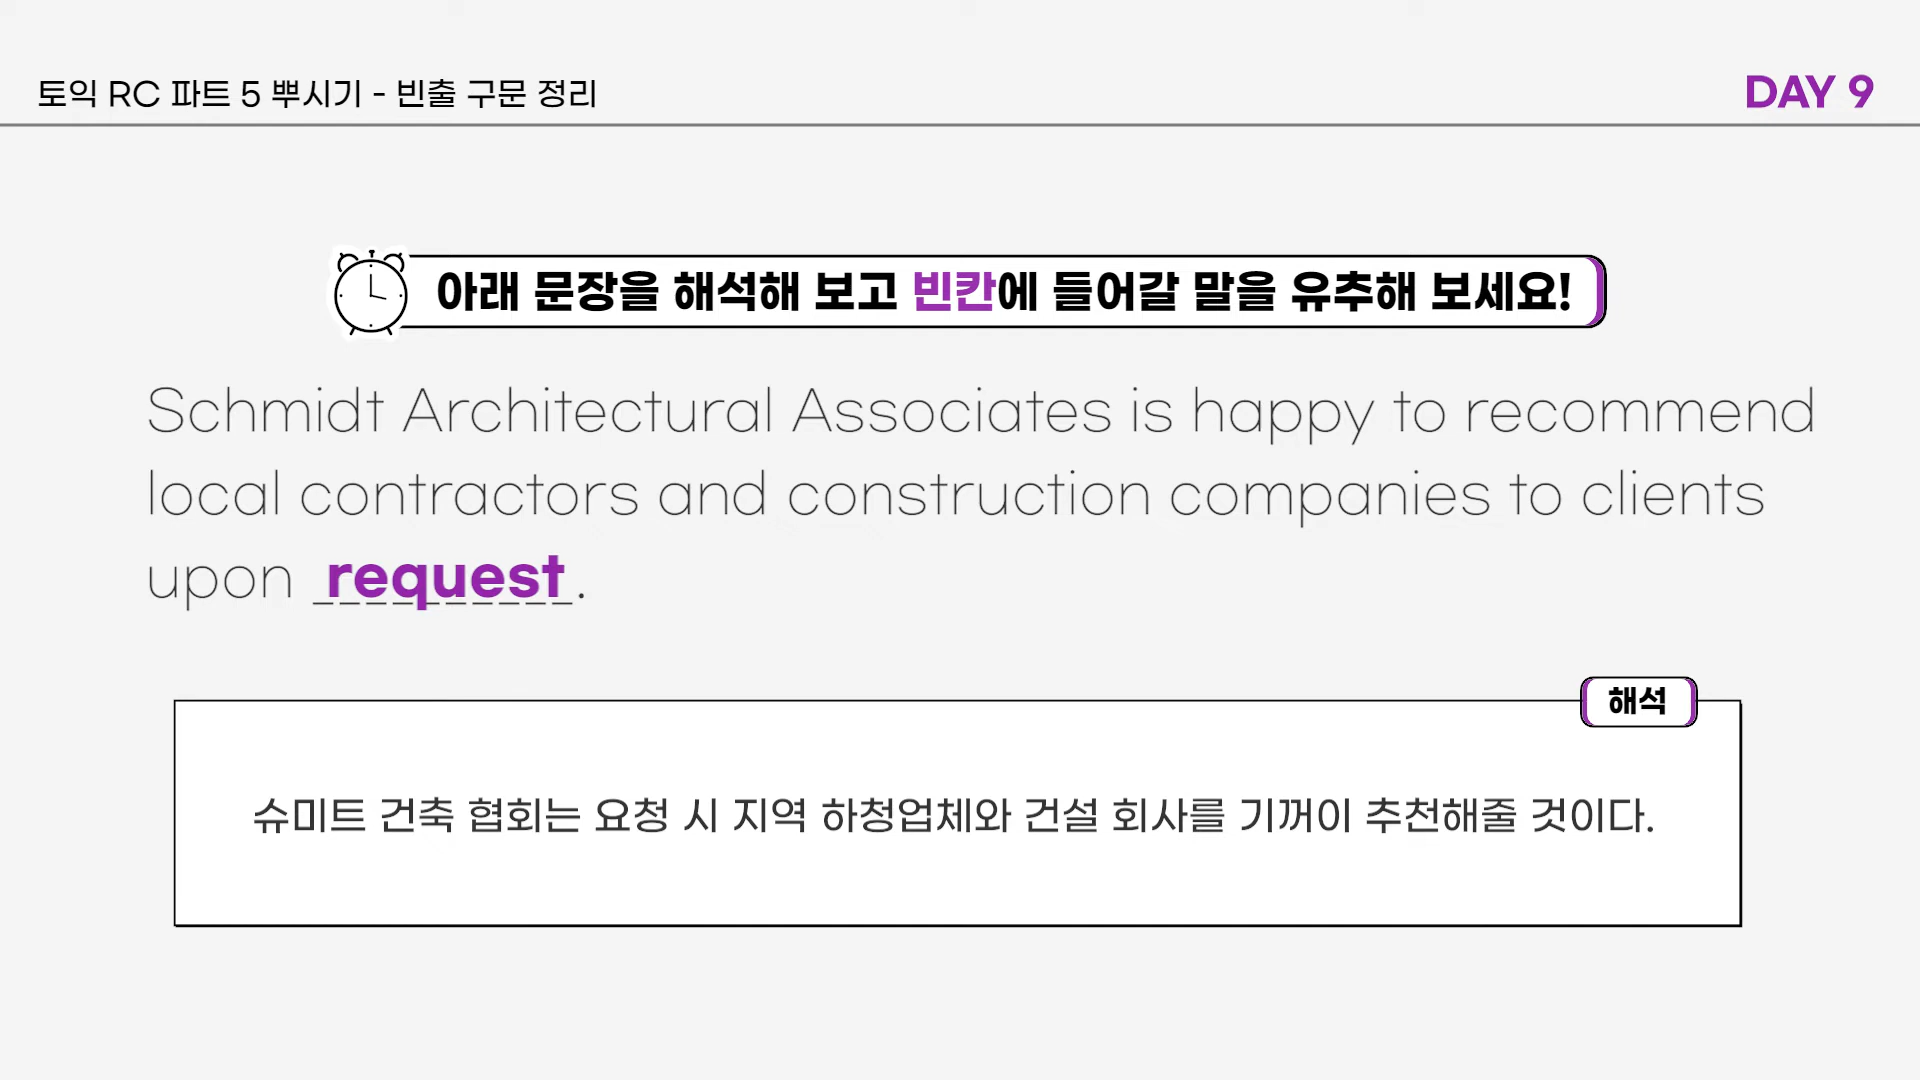 토익 RC 파트 5 뿌시기 - 빈출 구문 정리
DAY 9
아래 문장을 해석해 보고 빈칸에 들어갈 말을 유추해 보세요!
Schmidt Architectural Associates is happy to recommend
local contractors and construction companies to clients
upon request.
해석
슈미트 건축 협회는 요청 시 지역 하청업체와 건설 회사를 기꺼이 추천해줄 것이다.